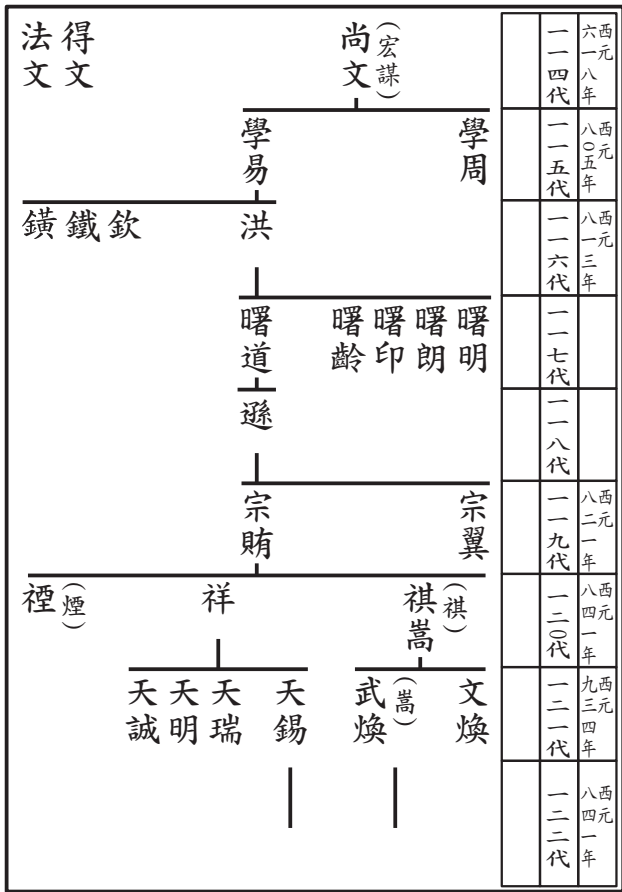 西元六一八年
一一四代
尚文(宏謀)
得文
法文
西元八0五年
一一五代
學周
學易
西元八一三年
一一六代
洪
欽
鐵
鐄
一一七代
曙明
曙朗
曙印
曙齡
曙道
一一八代
遜
西元八二一年
一一九代
宗翼
宗賄
西元八四一年
一二0代
(祺)祺嵩
祥
(煙)禋
西元九三四年
一二一代
文煥
(嵩)武煥
天錫
天瑞
天明
天誠
西元八四一年
一二二代